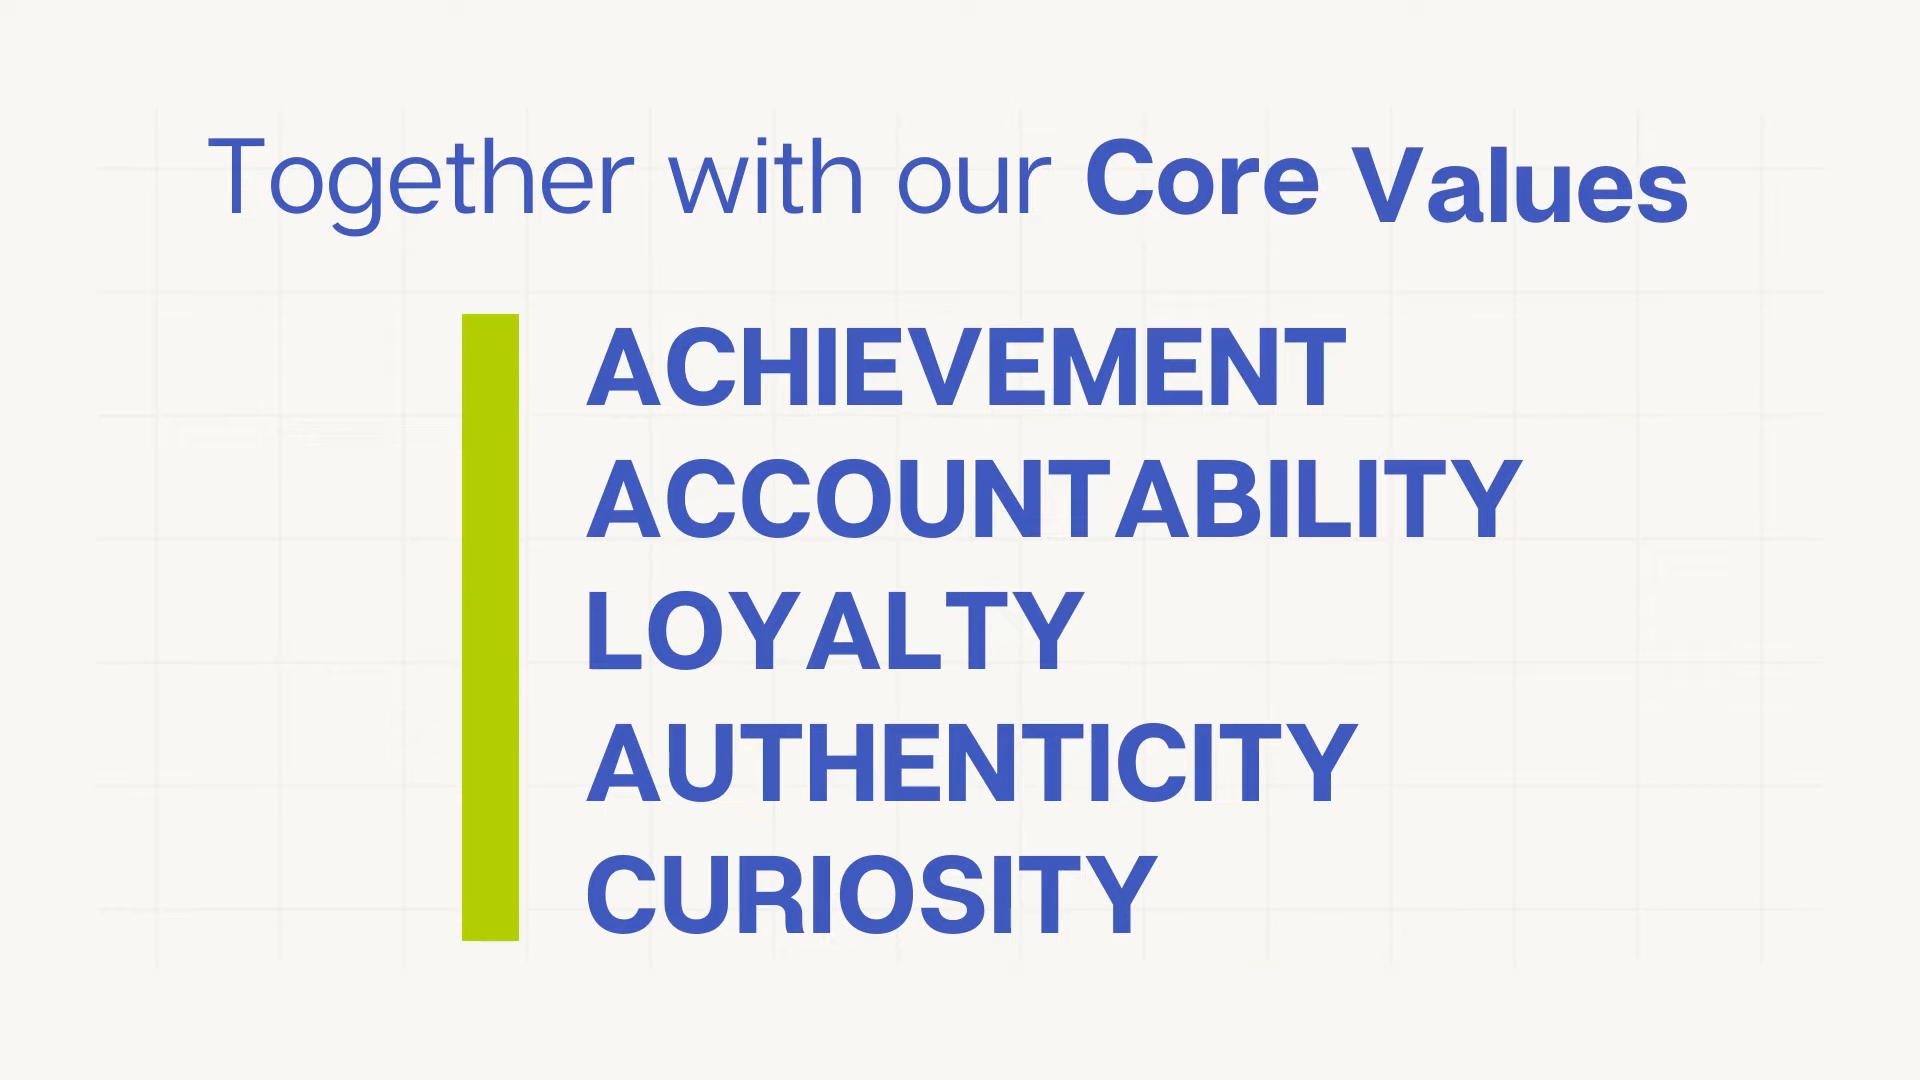 Together with our Core Values
ACHIEVEMENT
ACCOUNTABILITY
LOYALTY
AUTHENTICITY
CURIOSITY